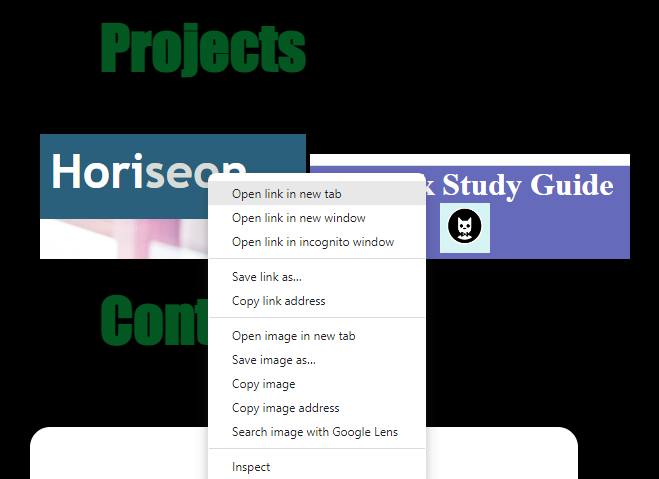 Projects
Horiseon
Study Guide
Open link in new tab
Open link in new window
Open link in incognito window
Save link as...
Copy link address
Cont
Open image in new tab
Save image as...
Copy image
Copy image address
Search image with Google Lens
Inspect